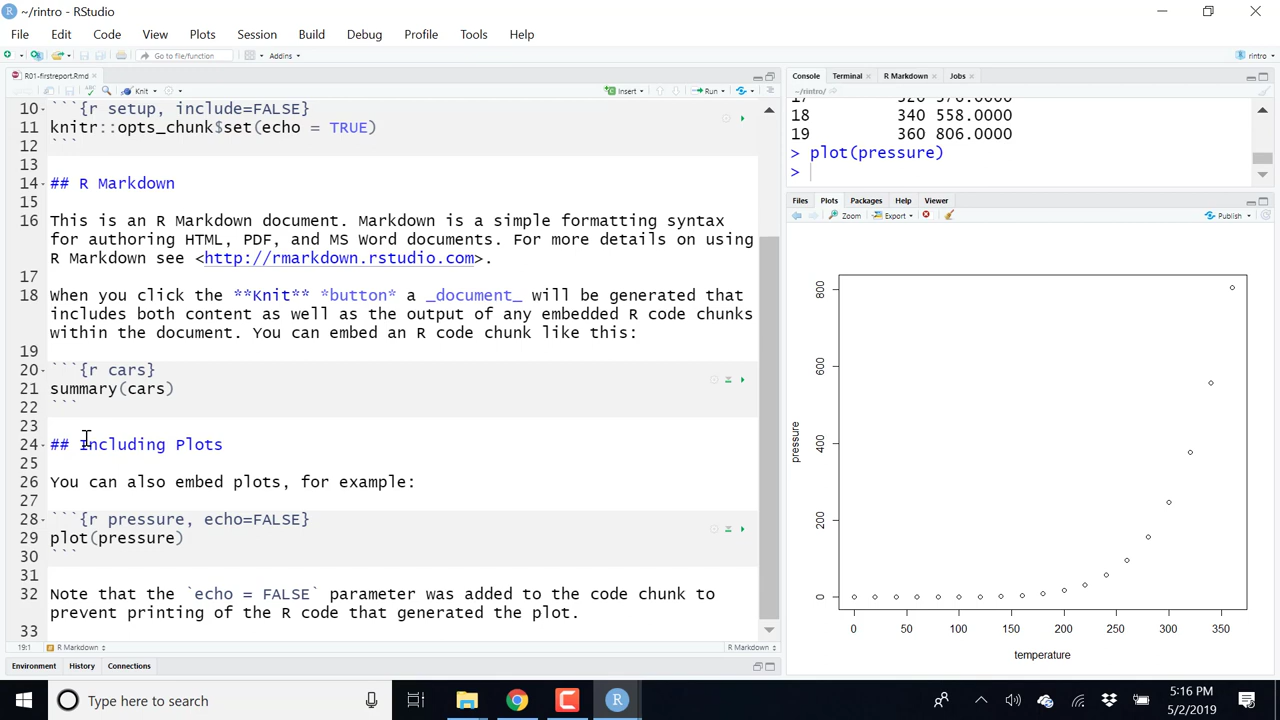 ~/rintro - RStudio
File Edit Code View Plots Session Build Debug Profile Tools Help
Go to file/function Addins rintro
R01-firstreport.Rmd
Knit Insert Run
10 ```{r setup, include=FALSE}
11 knitr::opts_chunk$set(echo = TRUE)
12 ```
13
14 ## R Markdown
15
16 This is an R Markdown document. Markdown is a simple formatting syntax
for authoring HTML, PDF, and MS Word documents. For more details on using
R Markdown see <http://rmarkdown.rstudio.com>.
17
18 When you click the **Knit** *button* a _document_ will be generated that
includes both content as well as the output of any embedded R code chunks
within the document. You can embed an R code chunk like this:
19
20 ```{r cars}
21 summary(cars)
22 ```
23
24 ## Including Plots
25
26 You can also embed plots, for example:
27
28 ```{r pressure, echo=FALSE}
29 plot(pressure)
30 ```
31
32 Note that the `echo = FALSE` parameter was added to the code chunk to
prevent printing of the R code that generated the plot.
33
19:1 R Markdown R Markdown
Environment History Connections
Console Terminal R Markdown Jobs
~/rintro/
17 320 376.0000
18 340 558.0000
19 360 806.0000
> plot(pressure)
>
Files Plots Packages Help Viewer
Zoom Export Publish
800
600
400
200
0
pressure
0 50 100 150 200 250 300 350
temperature
Type here to search
5:16 PM
5/2/2019